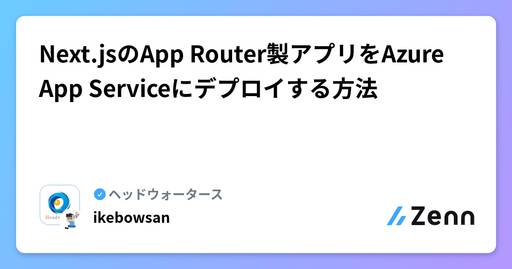 Next.jsのApp Router製アプリをAzure
App Serviceにデプロイする方法
ヘッドウォータース
ikebowsan
Zenn